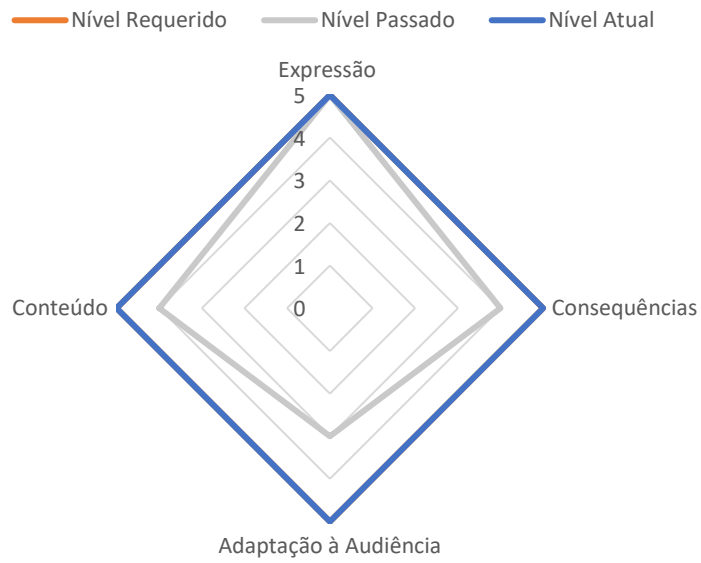 Nível Requerido Nível Passado Nível Atual
Expressão
5
4
3
2
1
Conteúdo 0 Consequências
Adaptação à Audiência